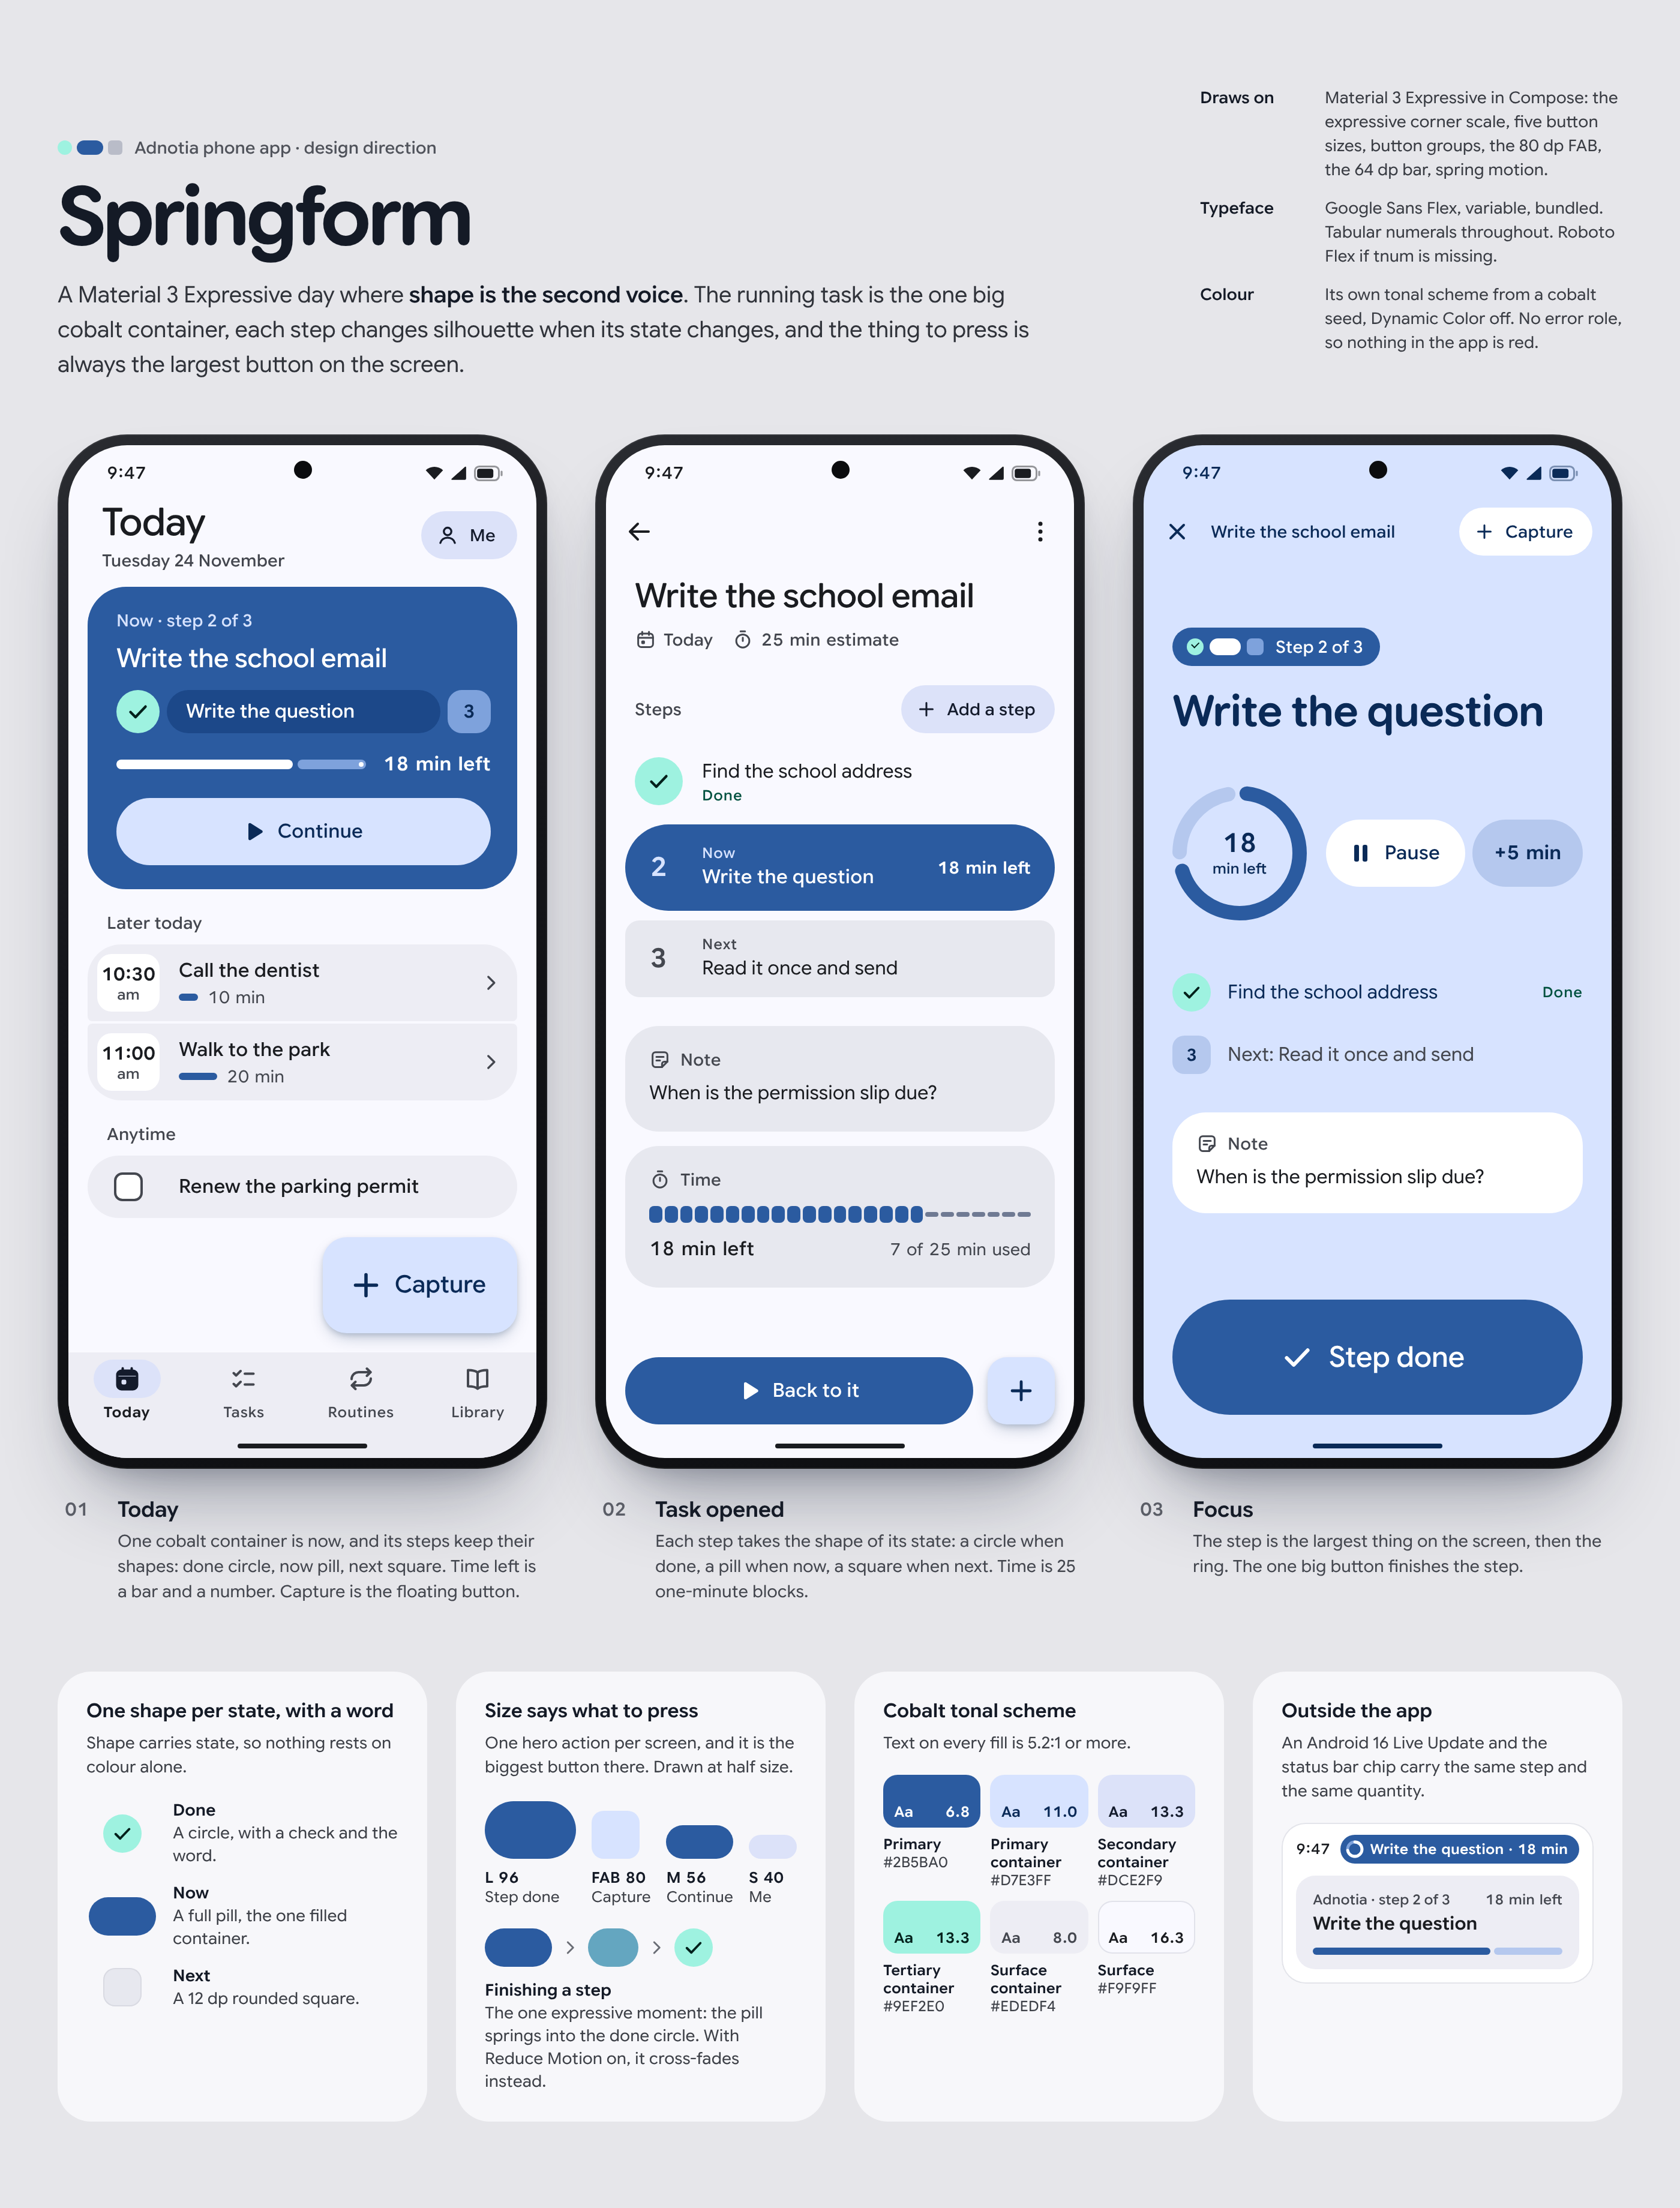 Adnotia phone app · design direction
Springform
A Material 3 Expressive day where shape is the second voice. The running task is the one big
cobalt container, each step changes silhouette when its state changes, and the thing to press is
always the largest button on the screen.
Draws on
Material 3 Expressive in Compose: the
expressive corner scale, five button
sizes, button groups, the 80 dp FAB,
the 64 dp bar, spring motion.
Typeface
Google Sans Flex, variable, bundled.
Tabular numerals throughout. Roboto
Flex if tnum is missing.
Colour
Its own tonal scheme from a cobalt
seed, Dynamic Color off. No error role,
so nothing in the app is red.
9:47
Today
Tuesday 24 November
Me
Now · step 2 of 3
Write the school email
Write the question
3
18 min left
Continue
Later today
10:30
am
Call the dentist
10 min
11:00
am
Walk to the park
20 min
Anytime
Renew the parking permit
Capture
Today
Tasks
Routines
Library
9:47
Write the school email
Today
25 min estimate
Steps
Add a step
Find the school address
Done
2
Now
Write the question
18 min left
3
Next
Read it once and send
Note
When is the permission slip due?
Time
18 min left
7 of 25 min used
Back to it
9:47
Write the school email
Capture
Step 2 of 3
Write the question
18
min left
Pause
+5 min
Find the school address
Done
3
Next: Read it once and send
Note
When is the permission slip due?
Step done
01
Today
One cobalt container is now, and its steps keep their
shapes: done circle, now pill, next square. Time left is
a bar and a number. Capture is the floating button.
02
Task opened
Each step takes the shape of its state: a circle when
done, a pill when now, a square when next. Time is 25
one-minute blocks.
03
Focus
The step is the largest thing on the screen, then the
ring. The one big button finishes the step.
One shape per state, with a word
Shape carries state, so nothing rests on
colour alone.
Done
A circle, with a check and the
word.
Now
A full pill, the one filled
container.
Next
A 12 dp rounded square.
Size says what to press
One hero action per screen, and it is the
biggest button there. Drawn at half size.
L 96
Step done
FAB 80
Capture
M 56
Continue
S 40
Me
Finishing a step
The one expressive moment: the pill
springs into the done circle. With
Reduce Motion on, it cross-fades
instead.
Cobalt tonal scheme
Text on every fill is 5.2:1 or more.
Aa 6.8
Primary
#2B5BA0
Aa 11.0
Primary
container
#D7E3FF
Aa 13.3
Secondary
container
#DCE2F9
Aa 13.3
Tertiary
container
#9EF2E0
Aa 8.0
Surface
container
#EDEDF4
Aa 16.3
Surface
#F9F9FF
Outside the app
An Android 16 Live Update and the
status bar chip carry the same step and
the same quantity.
9:47
Write the question · 18 min
Adnotia · step 2 of 3
18 min left
Write the question